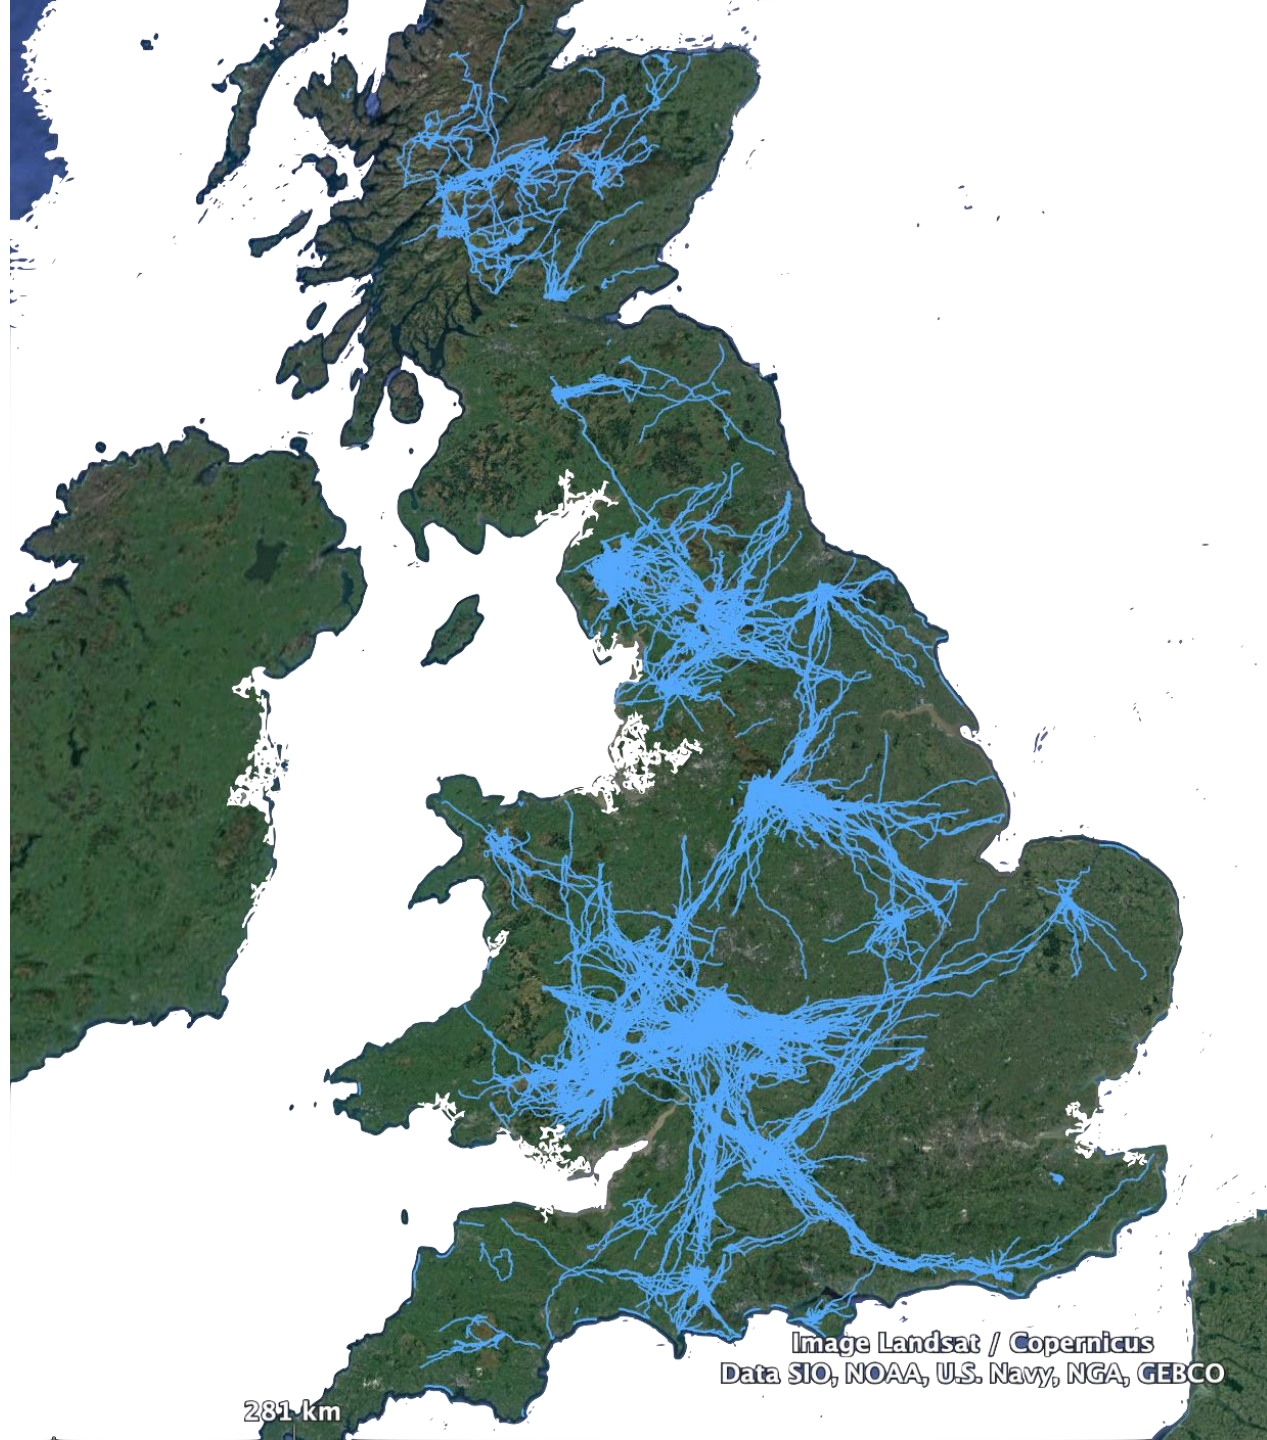 Image Landsat / Copernicus
Data SIO, NOAA, U.S. Navy, NGA, GEBCO
281 km